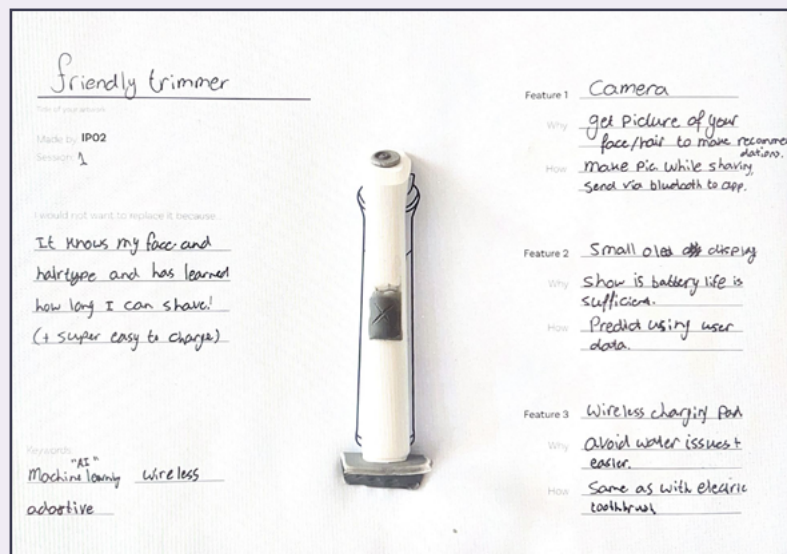 friendly trimmer
Title of your artwork
Made by IP02
Session: 1
I would not want to replace it because...
It knows my face and
hairtype and has learned
how long I can shave!
(+ super easy to charge)
Keywords
"AI"
Machine learning wireless
adaptive
Feature 1 Camera
Why get Picture of your
face/hair to make recommen
dations.
How make pic while shaving,
send via bluetooth to app.
Feature 2 Small oled display
Why show is battery life is
sufficient.
How Predict using user
data.
Feature 3 Wireless charging Pad
Why avoid water issues +
easier.
How Same as with electric
toothbrush